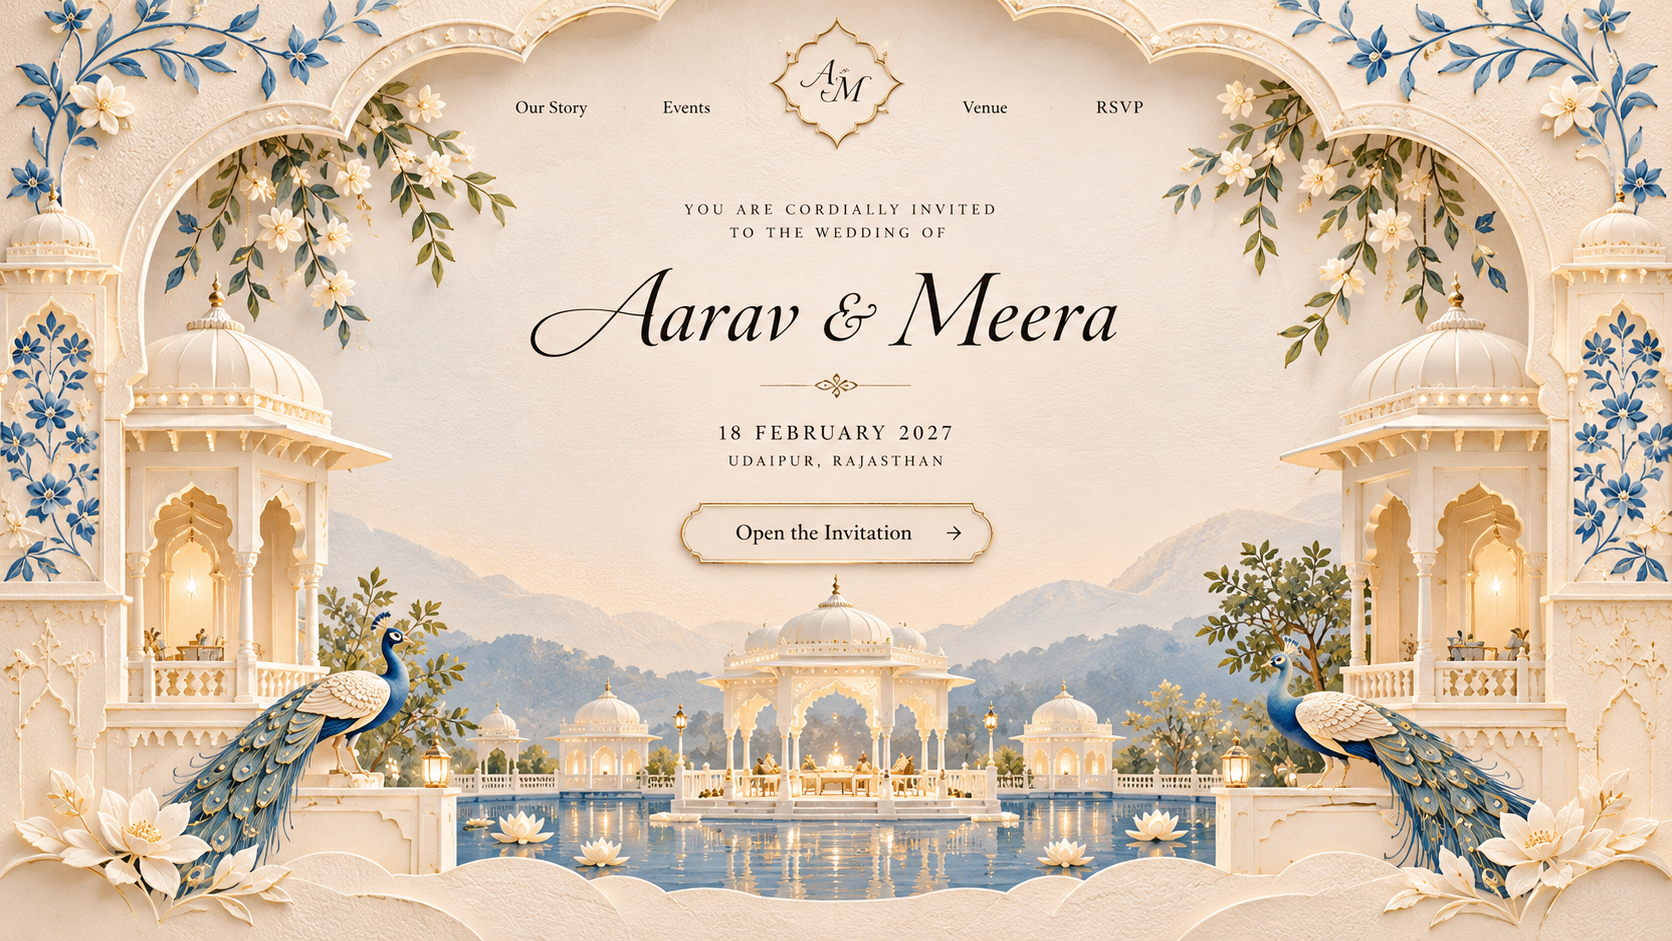 A & M
Our Story
Events
Venue
RSVP
YOU ARE CORDIALLY INVITED
TO THE WEDDING OF
Aarav & Meera
18 FEBRUARY 2027
UDAIPUR, RAJASTHAN
Open the Invitation →